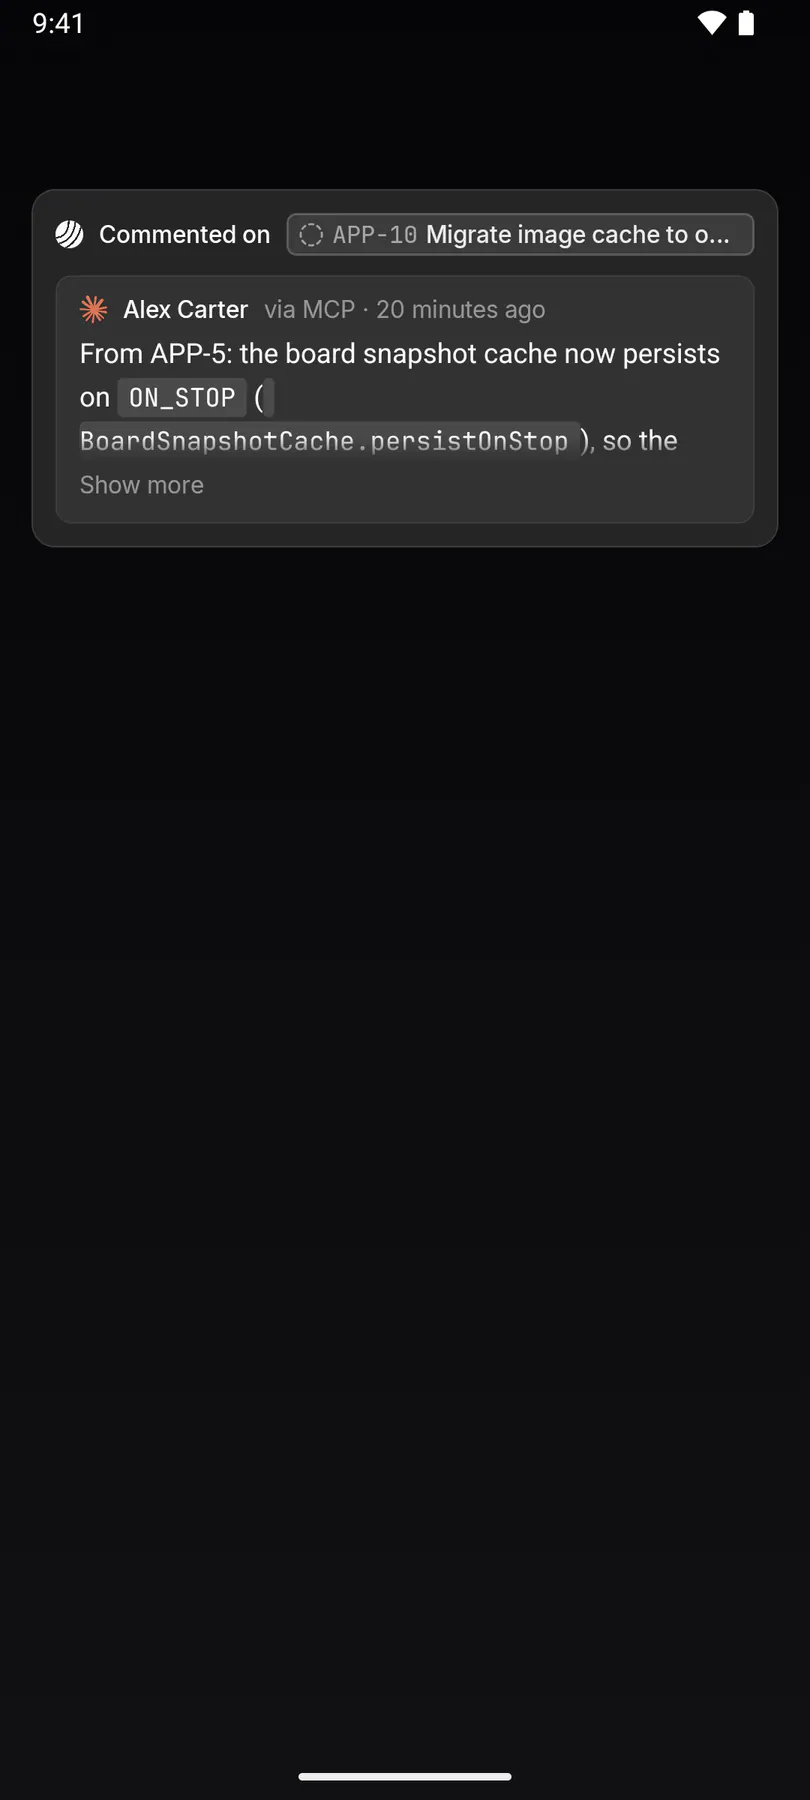 9:41
Commented on APP-10 Migrate image cache to o...
Alex Carter via MCP · 20 minutes ago
From APP-5: the board snapshot cache now persists
on ON_STOP (
BoardSnapshotCache.persistOnStop ), so the
Show more